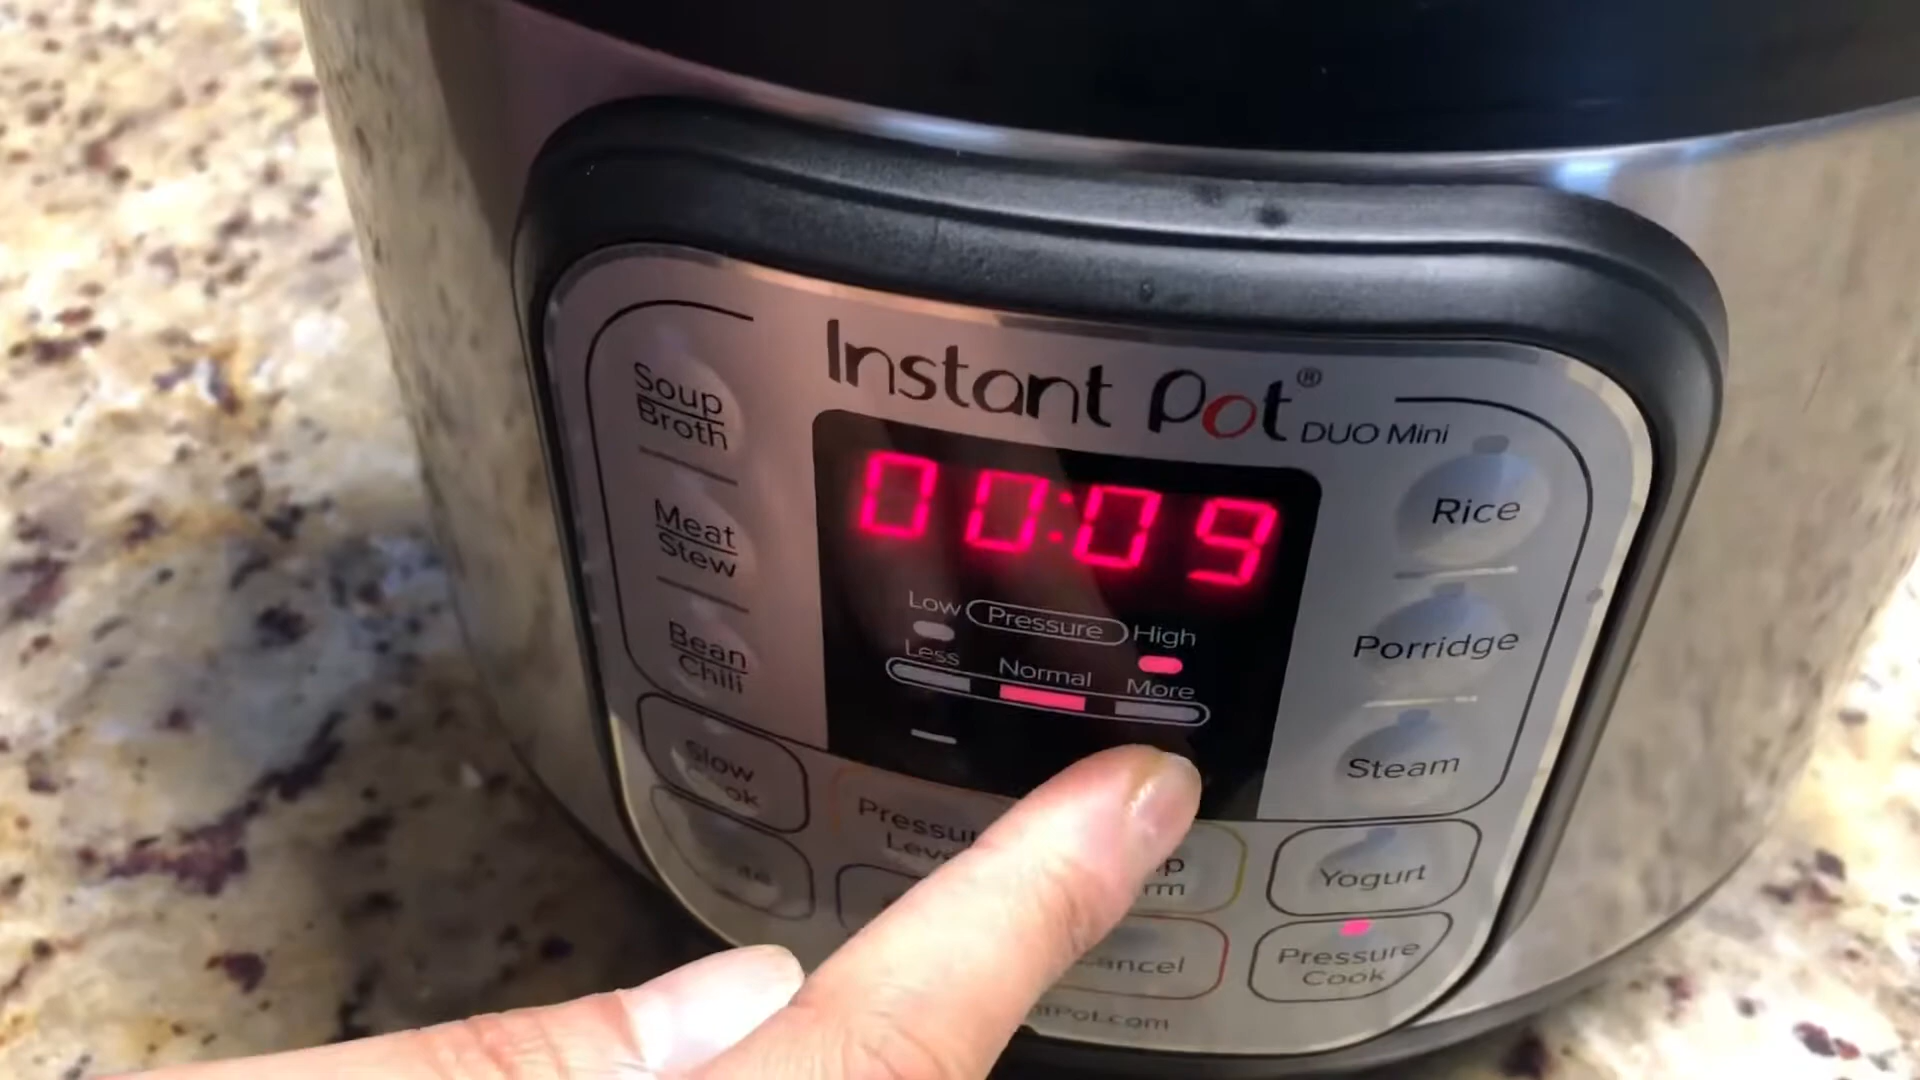 Instant Pot®
DUO Mini
Soup
Broth
Meat
Stew
Bean
Chili
Slow
00:09
Low Pressure High
Less Normal More
Rice
Porridge
Steam
Yogurt
Pressure
Cook